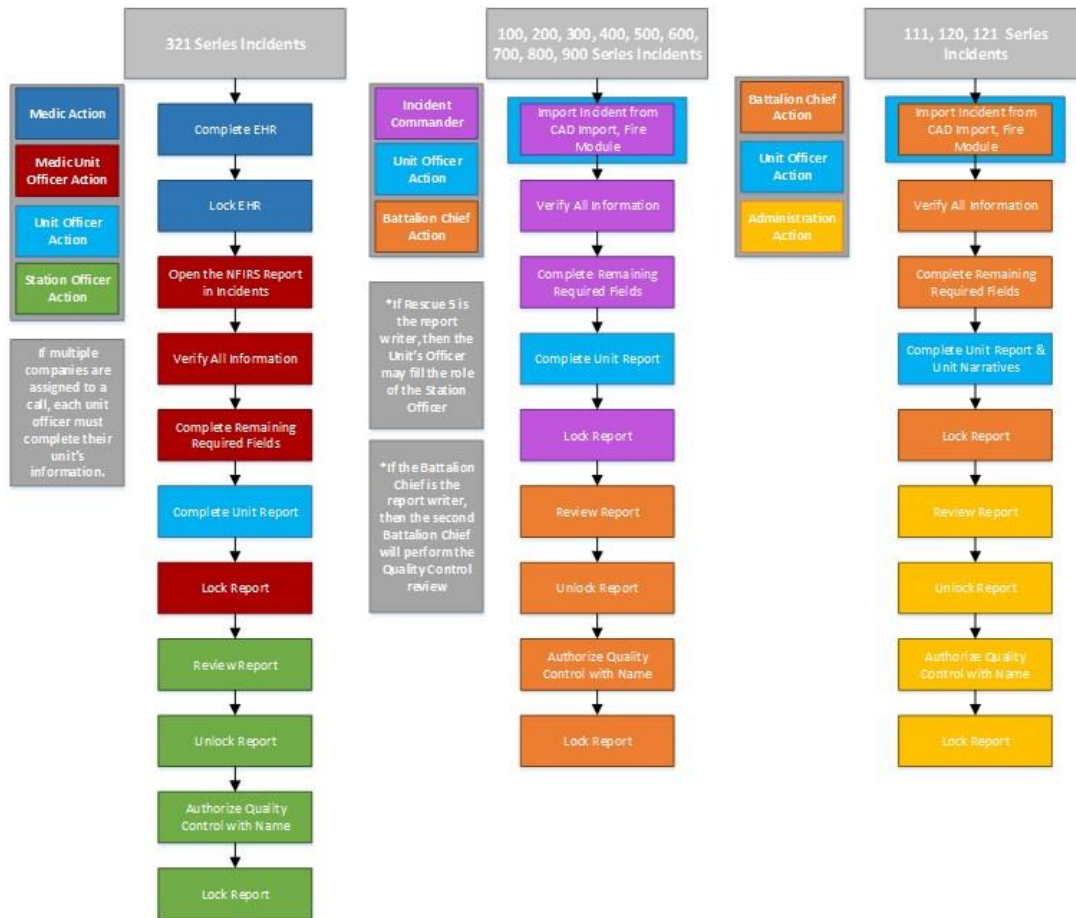 321 Series Incidents
Medic Action
Medic Unit
Officer Action
Unit Officer
Action
Station Officer
Action
If multiple
companies are
assigned to a
call, each unit
officer must
complete their
unit's
information.
Complete EHR
Lock EHR
Open the NFIRS Report
in Incidents
Verify All Information
Complete Remaining
Required Fields
Complete Unit Report
Lock Report
Review Report
Unlock Report
Authorize Quality
Control with Name
Lock Report
100, 200, 300, 400, 500, 600,
700, 800, 900 Series Incidents
Incident
Commander
Unit Officer
Action
Battalion Chief
Action
*If Rescue 5 is
the report
writer, then the
Unit's Officer
may fill the role
of the Station
Officer
*If the Battalion
Chief is the
report writer,
then the second
Battalion Chief
will perform the
Quality Control
review
Import Incident from
CAD Import, Fire
Module
Verify All Information
Complete Remaining
Required Fields
Complete Unit Report
Lock Report
Review Report
Unlock Report
Authorize Quality
Control with Name
Lock Report
111, 120, 121 Series
Incidents
Battalion Chief
Action
Unit Officer
Action
Administration
Action
Import Incident from
CAD Import, Fire
Module
Verify All Information
Complete Remaining
Required Fields
Complete Unit Report &
Unit Narratives
Lock Report
Review Report
Unlock Report
Authorize Quality
Control with Name
Lock Report